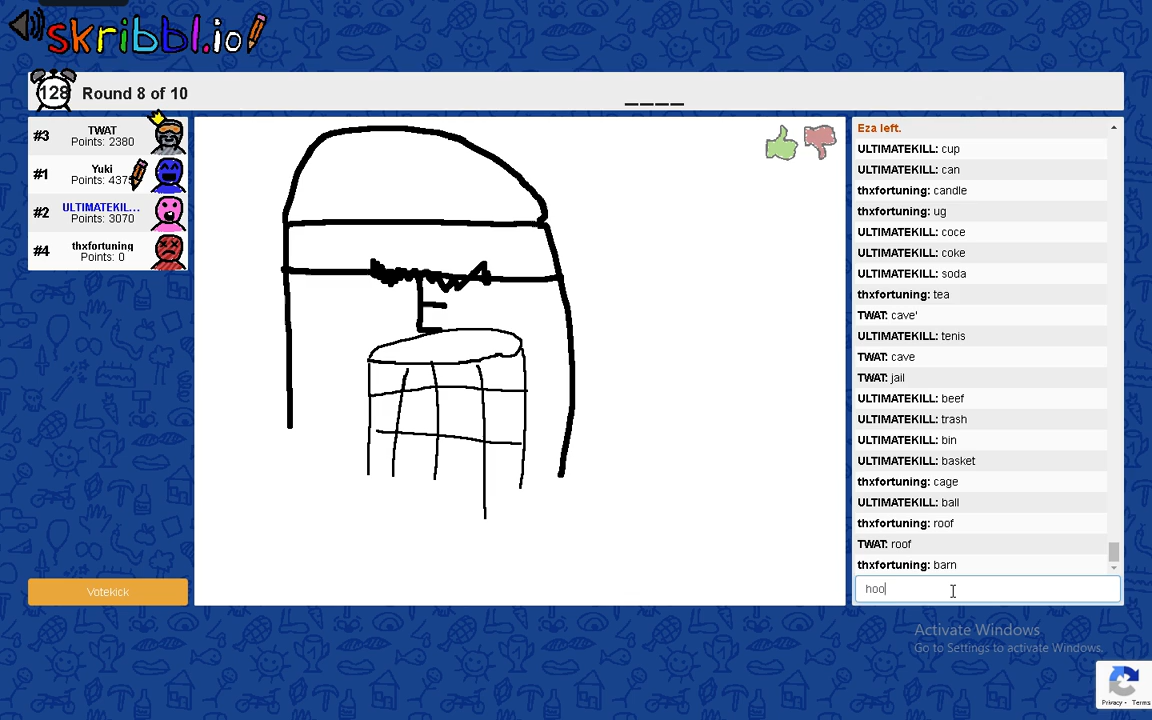 skribbl.io
128
Round 8 of 10
_ _ _ _
#3
TWAT
Points: 2380
#1
Yuki
Points: 4375
#2
ULTIMATEKIL...
Points: 3070
#4
thxfortuning
Points: 0
Votekick
Eza left.
ULTIMATEKILL: cup
ULTIMATEKILL: can
thxfortuning: candle
thxfortuning: ug
ULTIMATEKILL: coce
ULTIMATEKILL: coke
ULTIMATEKILL: soda
thxfortuning: tea
TWAT: cave'
ULTIMATEKILL: tenis
TWAT: cave
TWAT: jail
ULTIMATEKILL: beef
ULTIMATEKILL: trash
ULTIMATEKILL: bin
ULTIMATEKILL: basket
thxfortuning: cage
ULTIMATEKILL: ball
thxfortuning: roof
TWAT: roof
thxfortuning: barn
hoo
Activate Windows
Go to Settings to activate Windows.
Privacy - Terms